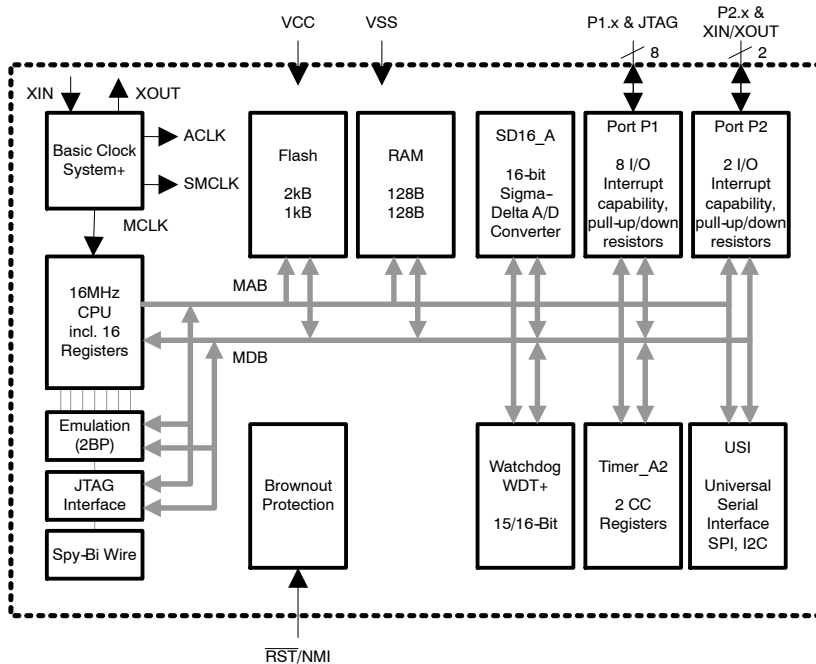 VCC
VSS
P1.x & JTAG
8
P2.x &
XIN/XOUT
2
XIN
XOUT
Basic Clock
System+
ACLK
SMCLK
MCLK
Flash
2kB
1kB
RAM
128B
128B
SD16_A
16-bit
Sigma-
Delta A/D
Converter
Port P1
8 I/O
Interrupt
capability,
pull-up/down
resistors
Port P2
2 I/O
Interrupt
capability,
pull-up/down
resistors
16MHz
CPU
incl. 16
Registers
MAB
MDB
Emulation
(2BP)
JTAG
Interface
Spy-Bi Wire
Brownout
Protection
RST/NMI
Watchdog
WDT+
15/16-Bit
Timer_A2
2 CC
Registers
USI
Universal
Serial
Interface
SPI, I2C